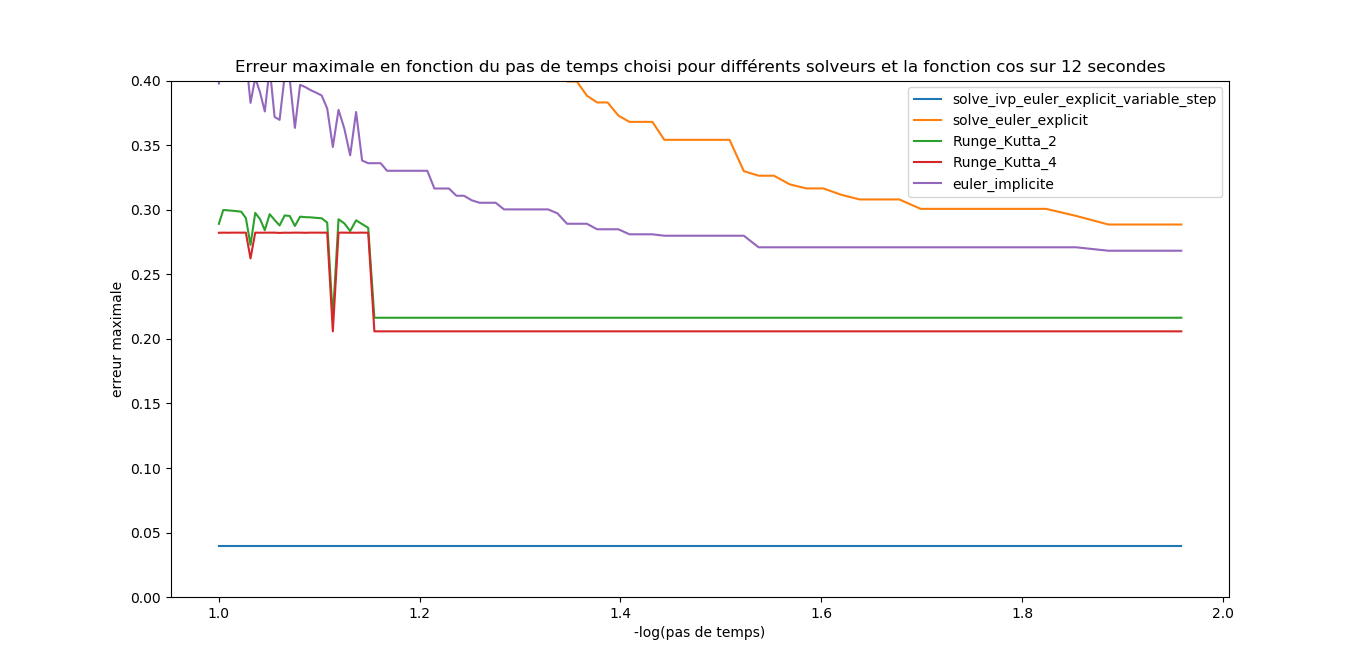 Erreur maximale en fonction du pas de temps choisi pour différents solveurs et la fonction cos sur 12 secondes
0.40
0.35
0.30
0.25
0.20
0.15
0.10
0.05
0.00
erreur maximale
solve_ivp_euler_explicit_variable_step
solve_euler_explicit
Runge_Kutta_2
Runge_Kutta_4
euler_implicite
1.0 1.2 1.4 1.6 1.8 2.0
-log(pas de temps)